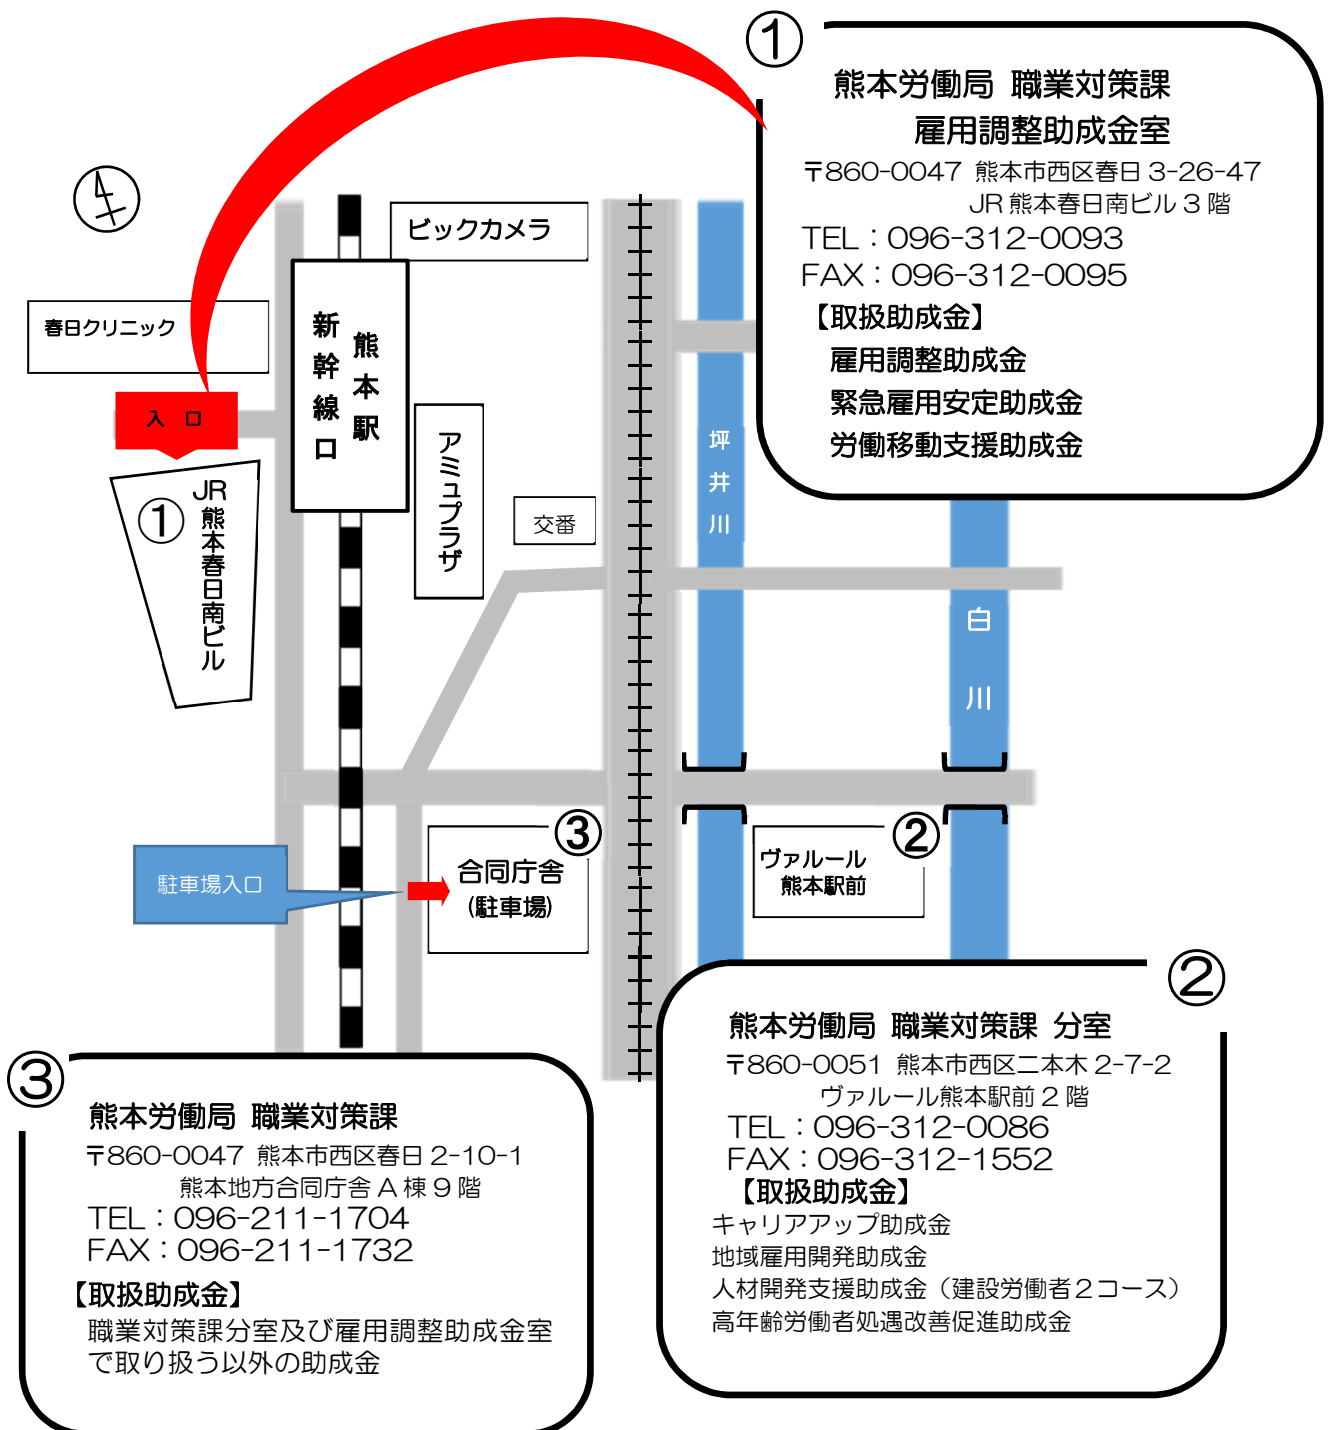 ①
熊本労働局 職業対策課
雇用調整助成金室
〒860-0047 熊本市西区春日 3-26-47
JR 熊本春日南ビル 3 階
TEL：096-312-0093
FAX：096-312-0095
【取扱助成金】
雇用調整助成金
緊急雇用安定助成金
労働移動支援助成金
ビックカメラ
春日クリニック
熊本駅
新幹線口
入 口
アミュプラザ
坪井川
JR熊本春日南ビル
①
交番
白川
③
合同庁舎
(駐車場)
②
ヴァルール
熊本駅前
駐車場入口
②
熊本労働局 職業対策課 分室
〒860-0051 熊本市西区二本木 2-7-2
ヴァルール熊本駅前 2 階
TEL：096-312-0086
FAX：096-312-1552
【取扱助成金】
キャリアアップ助成金
地域雇用開発助成金
人材開発支援助成金（建設労働者２コース）
高年齢労働者処遇改善促進助成金
③
熊本労働局 職業対策課
〒860-0047 熊本市西区春日 2-10-1
熊本地方合同庁舎 A 棟 9 階
TEL：096-211-1704
FAX：096-211-1732
【取扱助成金】
職業対策課分室及び雇用調整助成金室
で取り扱う以外の助成金